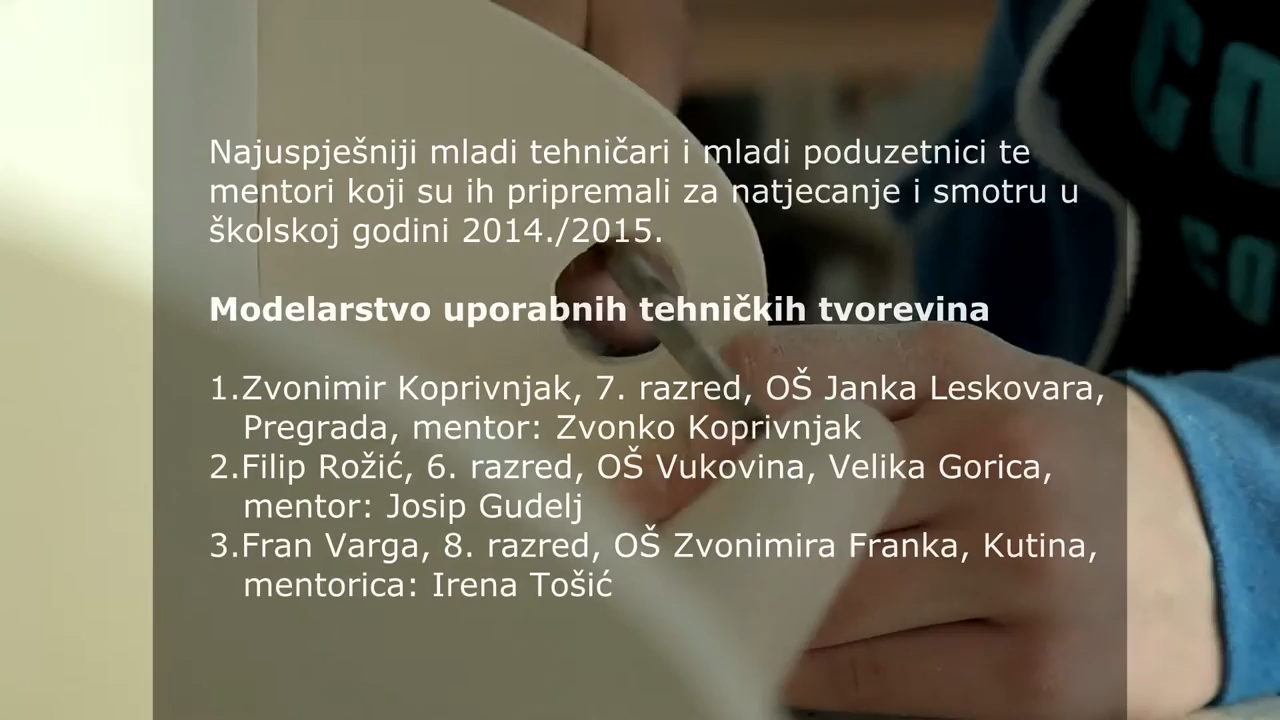 Najuspješniji mladi tehničari i mladi poduzetnici te
mentori koji su ih pripremali za natjecanje i smotru u
školskoj godini 2014./2015.
Modelarstvo uporabnih tehničkih tvorevina
1.Zvonimir Koprivnjak, 7. razred, OŠ Janka Leskovara,
Pregrada, mentor: Zvonko Koprivnjak
2.Filip Rožić, 6. razred, OŠ Vukovina, Velika Gorica,
mentor: Josip Gudelj
3.Fran Varga, 8. razred, OŠ Zvonimira Franka, Kutina,
mentorica: Irena Tošić